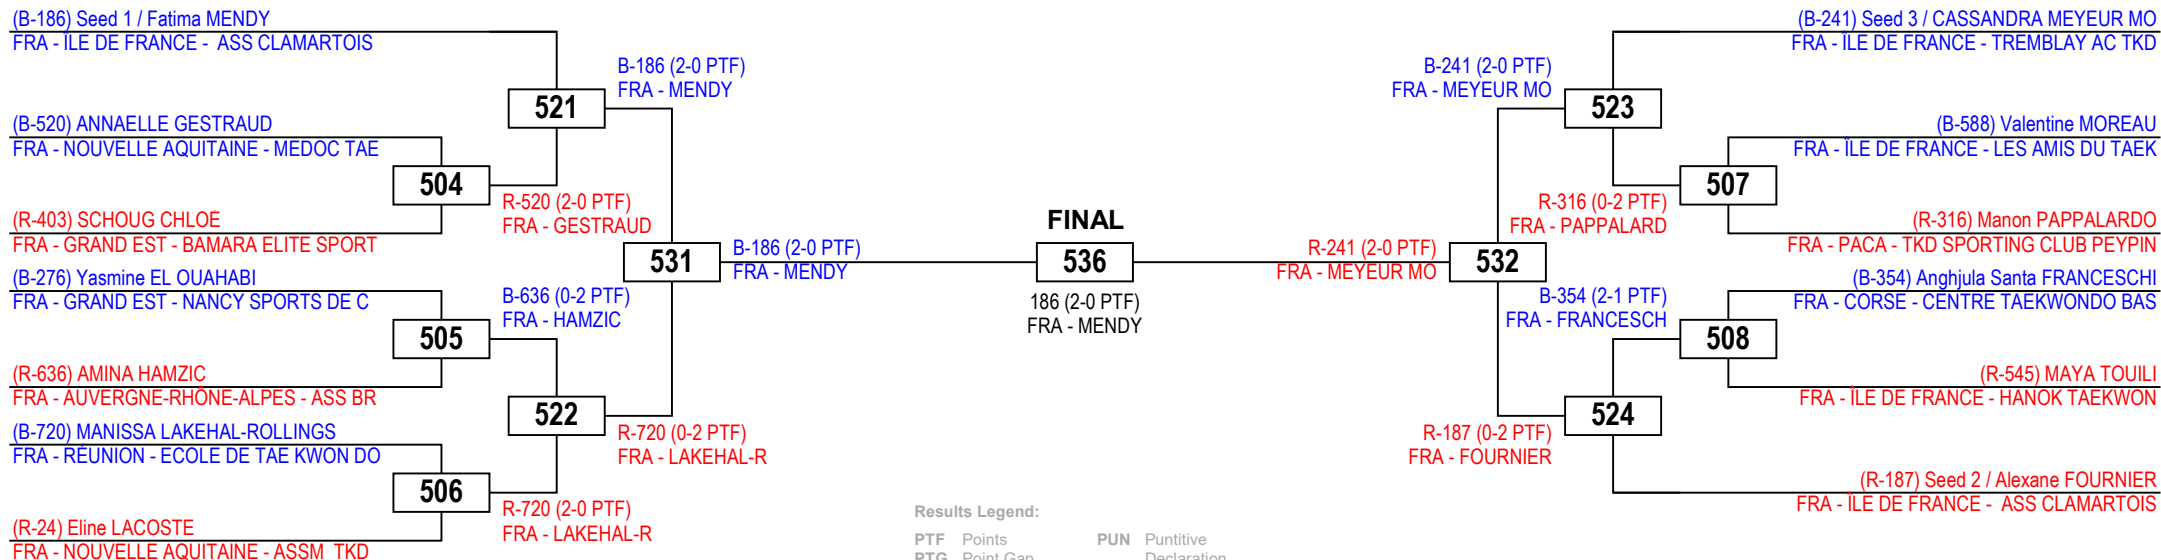 (B-186) Seed 1 / Fatima MENDY
FRA - ÎLE DE FRANCE - ASS CLAMARTOIS
(B-520) ANNAELLE GESTRAUD
FRA - NOUVELLE AQUITAINE - MEDOC TAE
(R-403) SCHOUG CHLOÉ
FRA - GRAND EST - BAMARA ELITE SPORT
(B-276) Yasmine EL OUAHABI
FRA - GRAND EST - NANCY SPORTS DE C
(R-636) AMINA HAMZIC
FRA - AUVERGNE-RHÔNE-ALPES - ASS BR
(B-720) MANISSA LAKEHAL-ROLLINGS
FRA - RÉUNION - ECOLE DE TAE KWON DO
(R-24) Eline LACOSTE
FRA - NOUVELLE AQUITAINE - ASSM TKD
504
505
506
521
522
R-520 (2-0 PTF)
FRA - GESTRAUD
B-636 (0-2 PTF)
FRA - HAMZIC
R-720 (2-0 PTF)
FRA - LAKEHAL-R
B-186 (2-0 PTF)
FRA - MENDY
R-720 (0-2 PTF)
FRA - LAKEHAL-R
531
B-186 (2-0 PTF)
FRA - MENDY
FINAL
536
186 (2-0 PTF)
FRA - MENDY
R-241 (2-0 PTF)
FRA - MEYEUR MO
532
B-241 (2-0 PTF)
FRA - MEYEUR MO
R-187 (0-2 PTF)
FRA - FOURNIER
523
524
R-316 (0-2 PTF)
FRA - PAPPALARD
B-354 (2-1 PTF)
FRA - FRANCESCH
507
508
(B-241) Seed 3 / CASSANDRA MEYEUR MO
FRA - ÎLE DE FRANCE - TREMBLAY AC TKD
(B-588) Valentine MOREAU
FRA - ÎLE DE FRANCE - LES AMIS DU TAEK
(R-316) Manon PAPPALARDO
FRA - PACA - TKD SPORTING CLUB PEYPIN
(B-354) Anghjula Santa FRANCESCHI
FRA - CORSE - CENTRE TAEKWONDO BAS
(R-545) MAYA TOUILI
FRA - ÎLE DE FRANCE - HANOK TAEKWON
(R-187) Seed 2 / Alexane FOURNIER
FRA - ÎLE DE FRANCE - ASS CLAMARTOIS
Results Legend:
PTF Points PUN Puntitive
PTG Point Gap Declaration